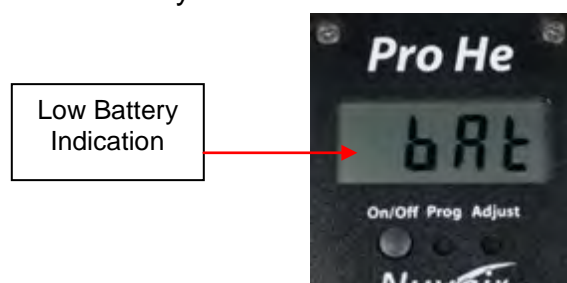 Low Battery
Indication
Pro He
bAt
On/Off Prog Adjust